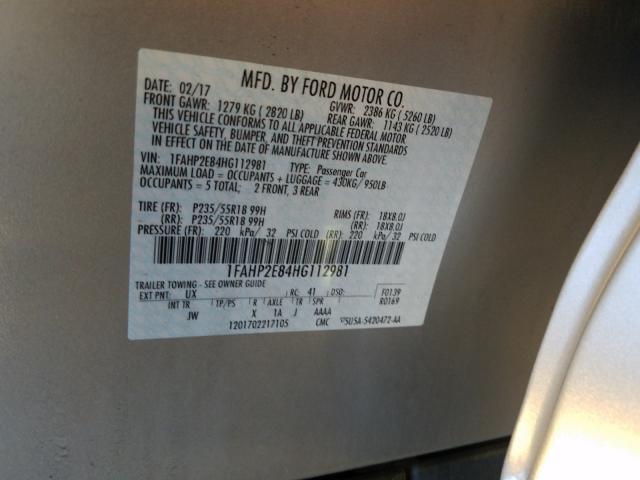 MFD. BY FORD MOTOR CO.
DATE: 02/17 GVWR: 2386 KG (5260 LB)
FRONT GAWR: 1279 KG (2820 LB) REAR GAWR: 1143 KG (2520 LB)
THIS VEHICLE CONFORMS TO ALL APPLICABLE FEDERAL MOTOR
VEHICLE SAFETY, BUMPER, AND THEFT PREVENTION STANDARDS
IN EFFECT ON THE DATE OF MANUFACTURE SHOWN ABOVE.
VIN: 1FAHP2E84HG112981 TYPE: Passenger Car
MAXIMUM LOAD = OCCUPANTS + LUGGAGE = 430KG/950LB
OCCUPANTS = 5 TOTAL; 2 FRONT, 3 REAR
TIRE (FR): P235/55R18 99H RIMS (FR): 18X8.0J
(RR): P235/55R18 99H (RR): 18X8.0J
PRESSURE (FR): 220 kPa/32 PSI COLD (RR): 220 kPa/32 PSI COLD
1FAHP2E84HG112981
TRAILER TOWING - SEE OWNER GUIDE
EXT PNT: UX RC: 41 DSO: F0139
INT TR TP/PS R AXLE TR SPR R0169
JW X 1A J AAAA
1201702217105 CMC 5U5A-5420472-AA